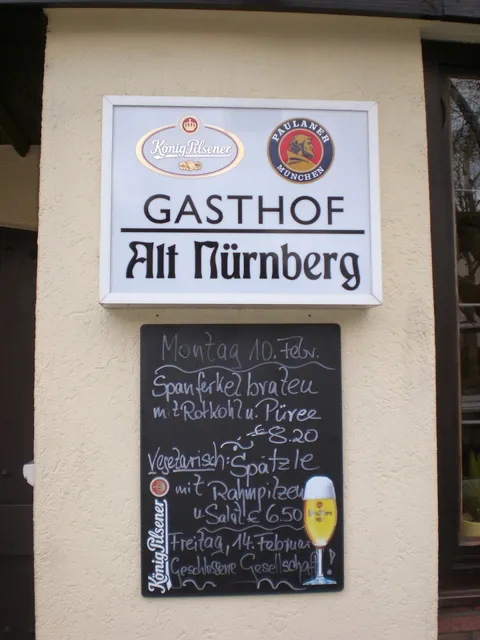 König Pilsener
PAULANER
MÜNCHEN
GASTHOF
Alt Nürnberg
Montag 10. Febr.
Spanferkelbraten
mit Rotkohl u. Püree
€ 8.20
Vegetarisch: Spätzle
mit Rahmpilzen
u. Salat € 6.50
Freitag, 14. Februar
Geschlossene Gesellschaft!
König Pilsener